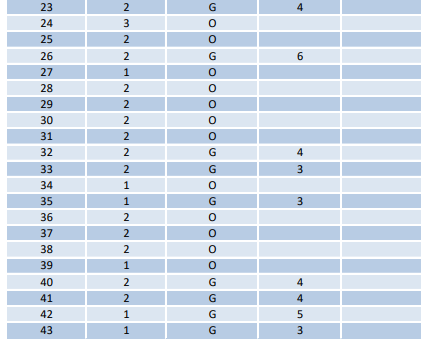 23 2 G 4
24 3 O
25 2 O
26 2 G 6
27 1 O
28 2 O
29 2 O
30 2 O
31 2 O
32 2 G 4
33 2 G 3
34 1 O
35 1 G 3
36 2 O
37 2 O
38 2 O
39 1 O
40 2 G 4
41 2 G 4
42 1 G 5
43 1 G 3